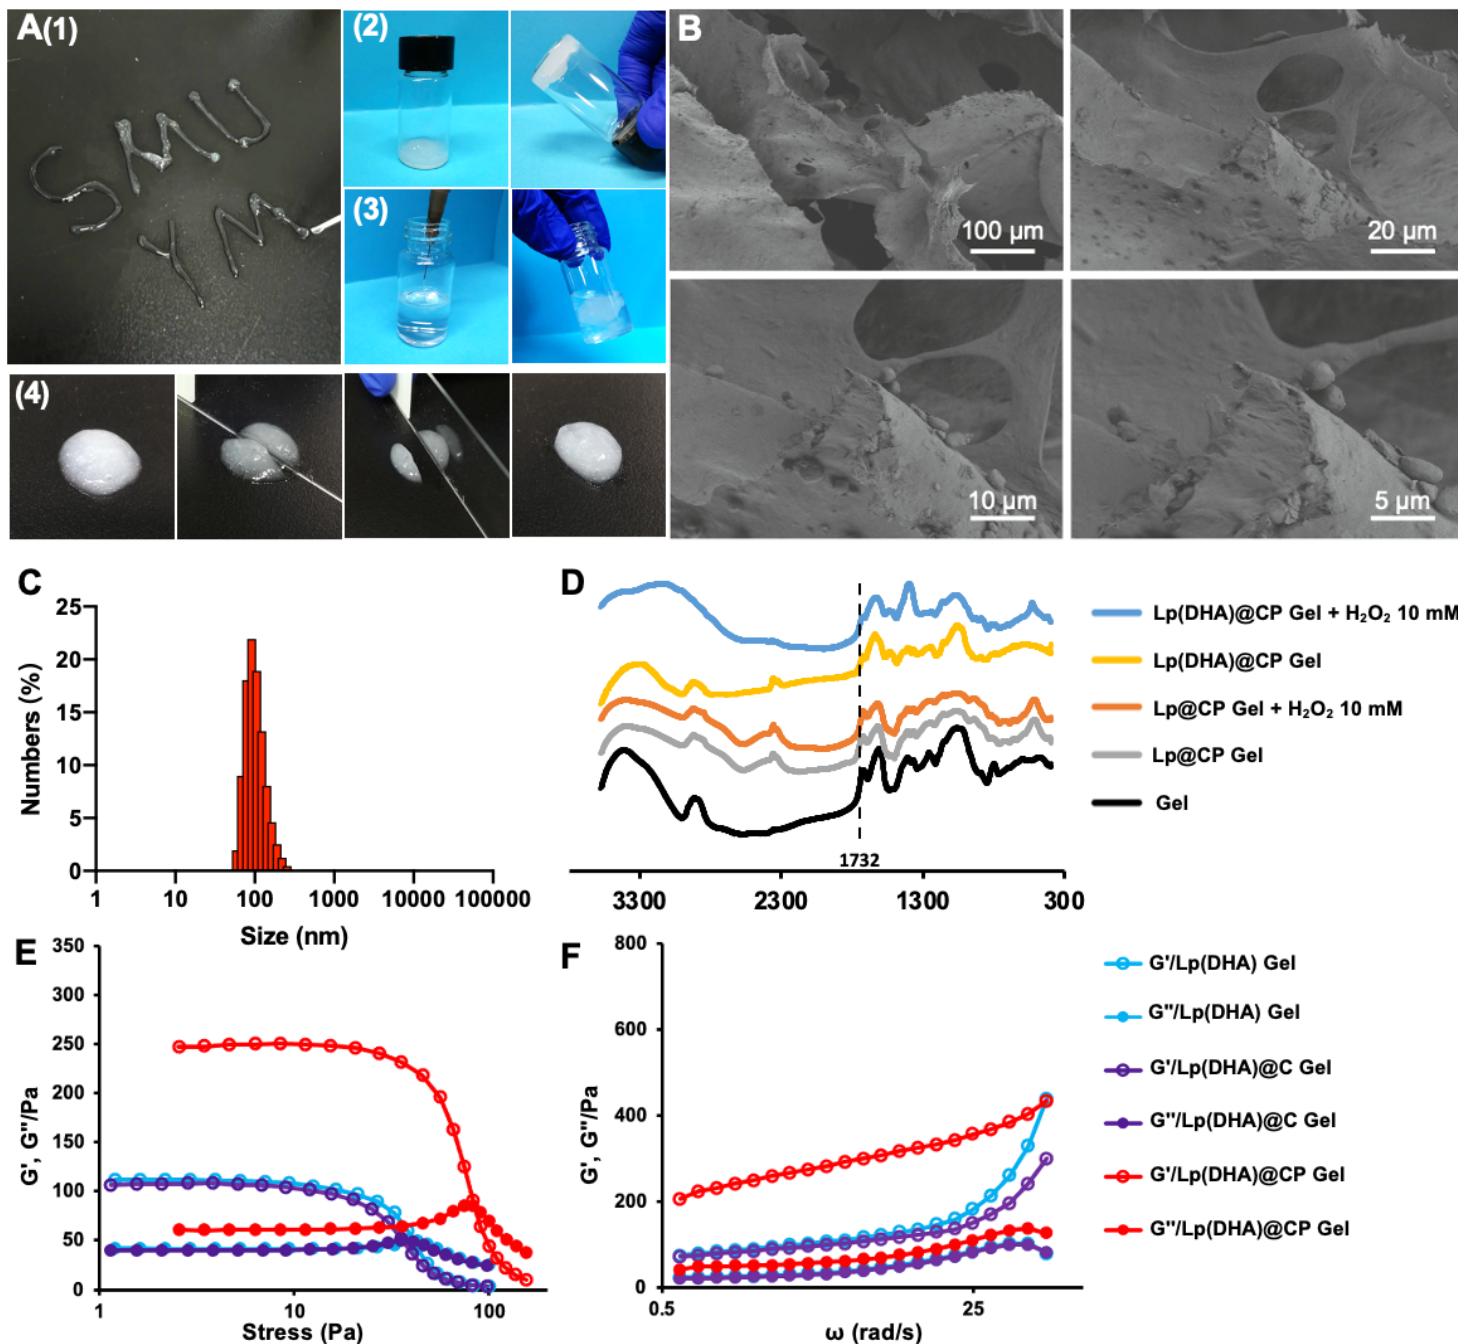 A(1)
(2)
SMU
YM
(3)
(4)
B
100 µm
20 µm
10 µm
5 µm
C
25
20
15
10
5
0
Numbers (%)
1 10 100 1000 10000 100000
Size (nm)
D
1732
3300 2300 1300 300
Lp(DHA)@CP Gel + H₂O₂ 10 mM
Lp(DHA)@CP Gel
Lp@CP Gel + H₂O₂ 10 mM
Lp@CP Gel
Gel
E
350
300
250
200
150
100
50
0
G', G"/Pa
1 10 100
Stress (Pa)
F
800
600
400
200
0
G', G"/Pa
0.5 25
ω (rad/s)
G'/Lp(DHA) Gel
G"/Lp(DHA) Gel
G'/Lp(DHA)@C Gel
G"/Lp(DHA)@C Gel
G'/Lp(DHA)@CP Gel
G"/Lp(DHA)@CP Gel